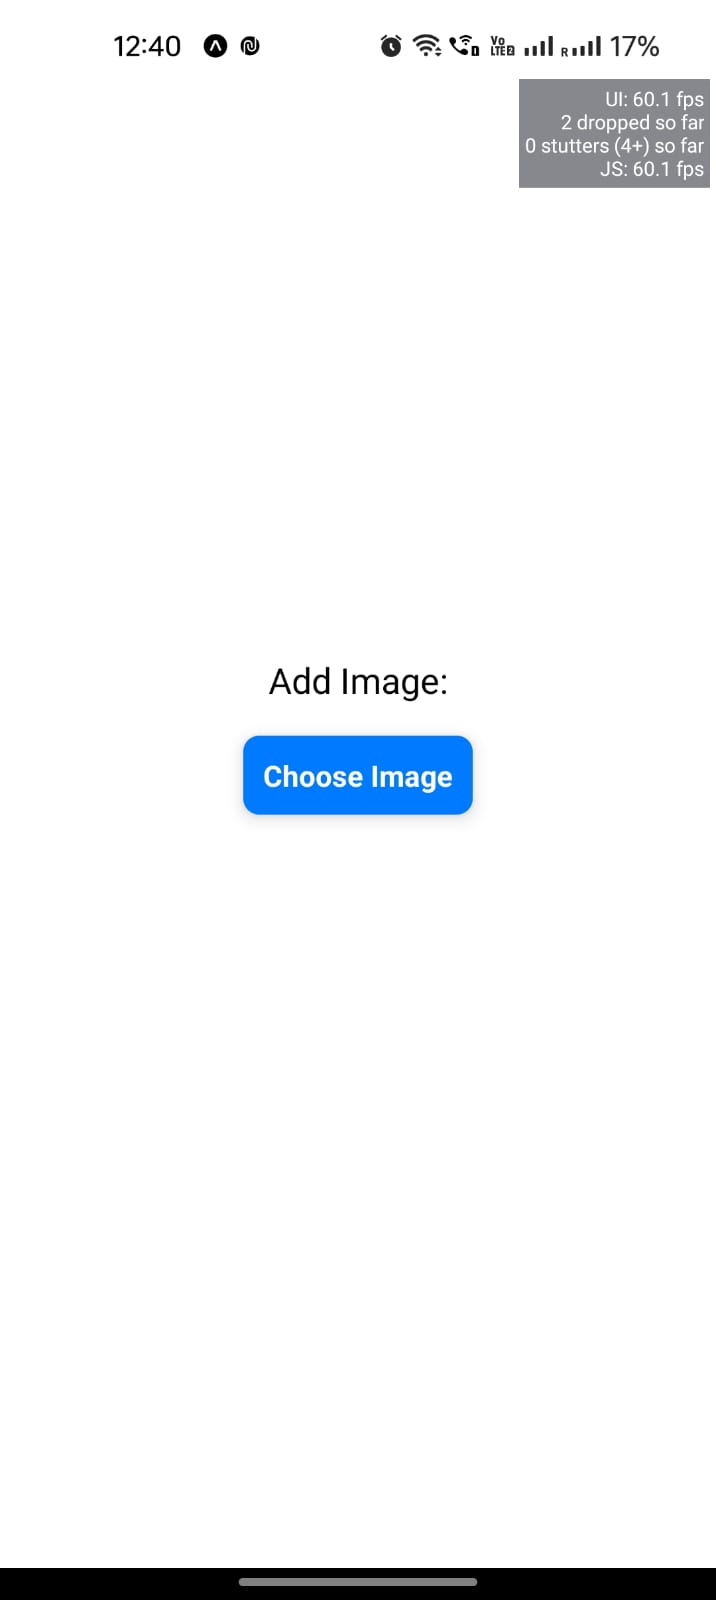 12:40
Vo
LTE2
R
17%
UI: 60.1 fps
2 dropped so far
0 stutters (4+) so far
JS: 60.1 fps
Add Image:
Choose Image